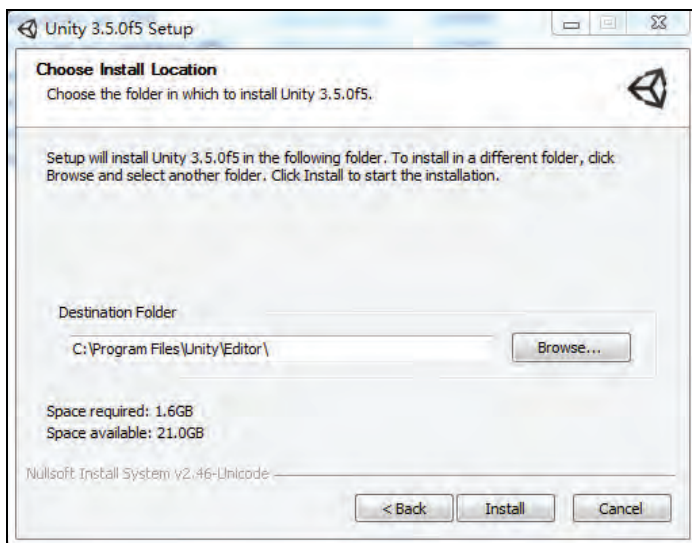 Unity 3.5.0f5 Setup
Choose Install Location
Choose the folder in which to install Unity 3.5.0f5.
Setup will install Unity 3.5.0f5 in the following folder. To install in a different folder, click
Browse and select another folder. Click Install to start the installation.
Destination Folder
C:\Program Files\Unity\Editor\
Browse...
Space required: 1.6GB
Space available: 21.0GB
Nullsoft Install System v2.46-Unicode
< Back
Install
Cancel